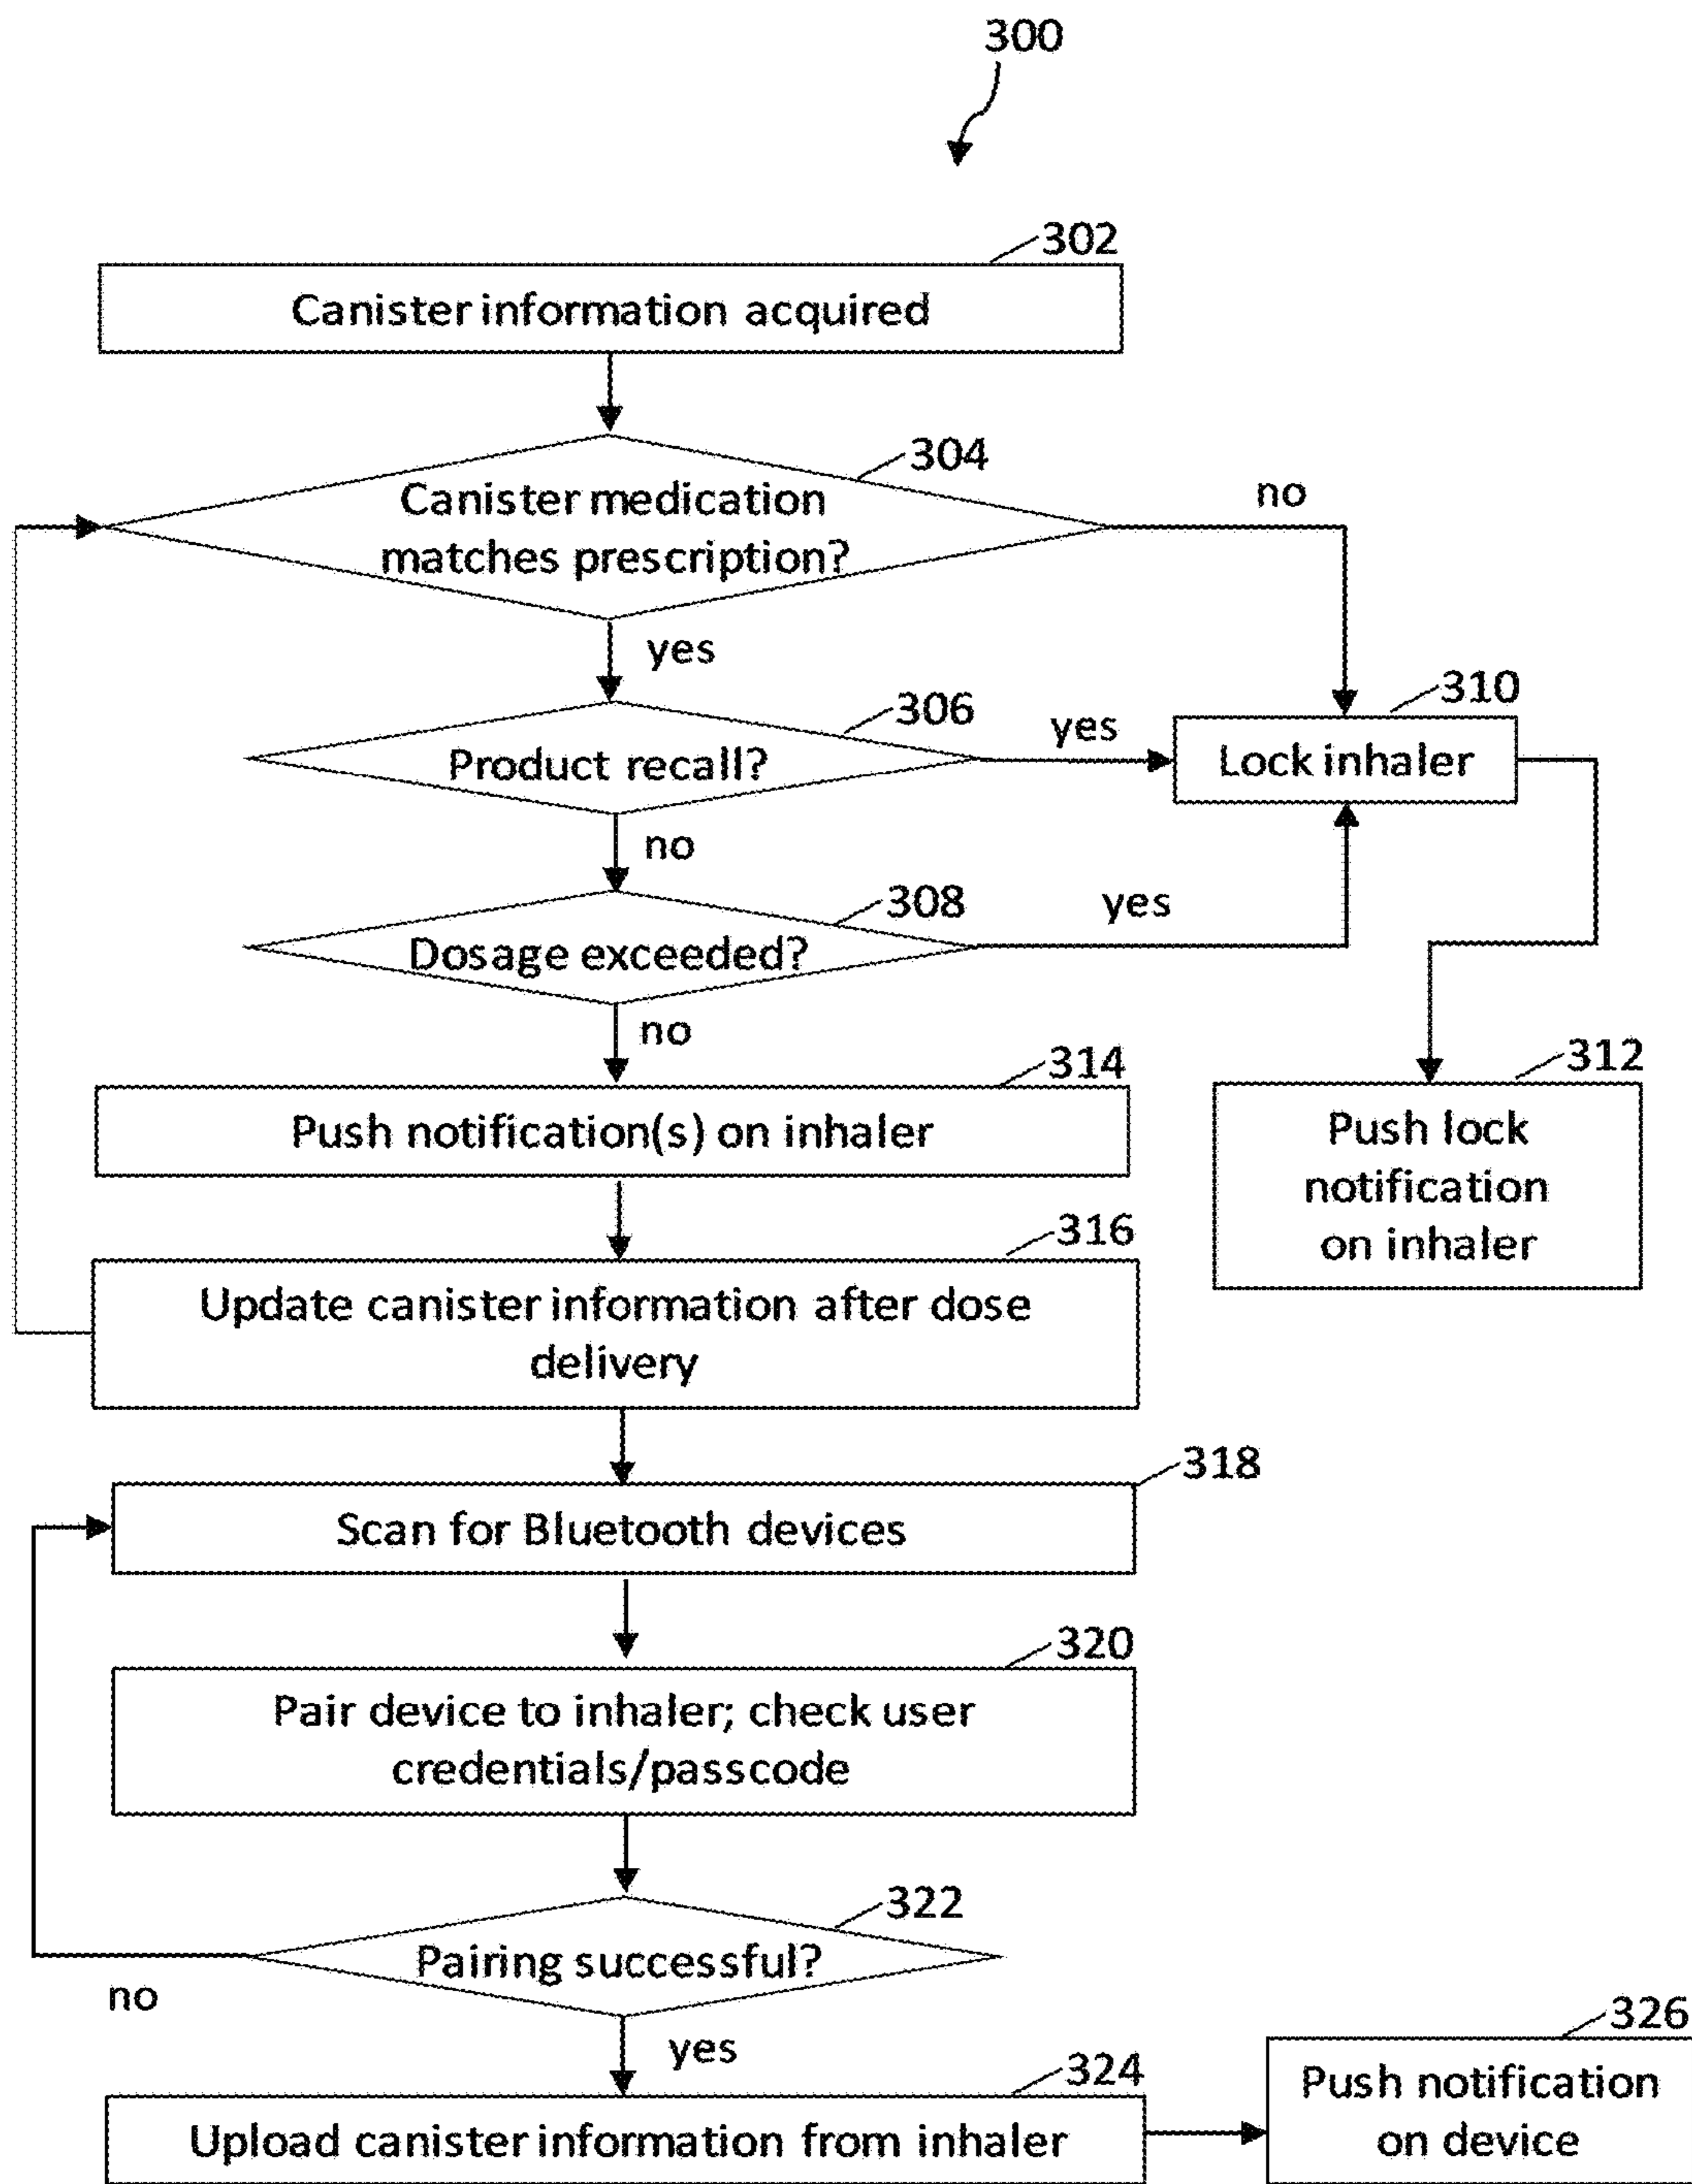 300
302
Canister information acquired
304
Canister medication
matches prescription?
no
yes
306
Product recall?
yes
310
Lock inhaler
no
308
Dosage exceeded?
yes
no
314
Push notification(s) on inhaler
312
Push lock
notification
on inhaler
316
Update canister information after dose
delivery
318
Scan for Bluetooth devices
320
Pair device to inhaler; check user
credentials/passcode
322
Pairing successful?
no
yes
324
Upload canister information from inhaler
326
Push notification
on device